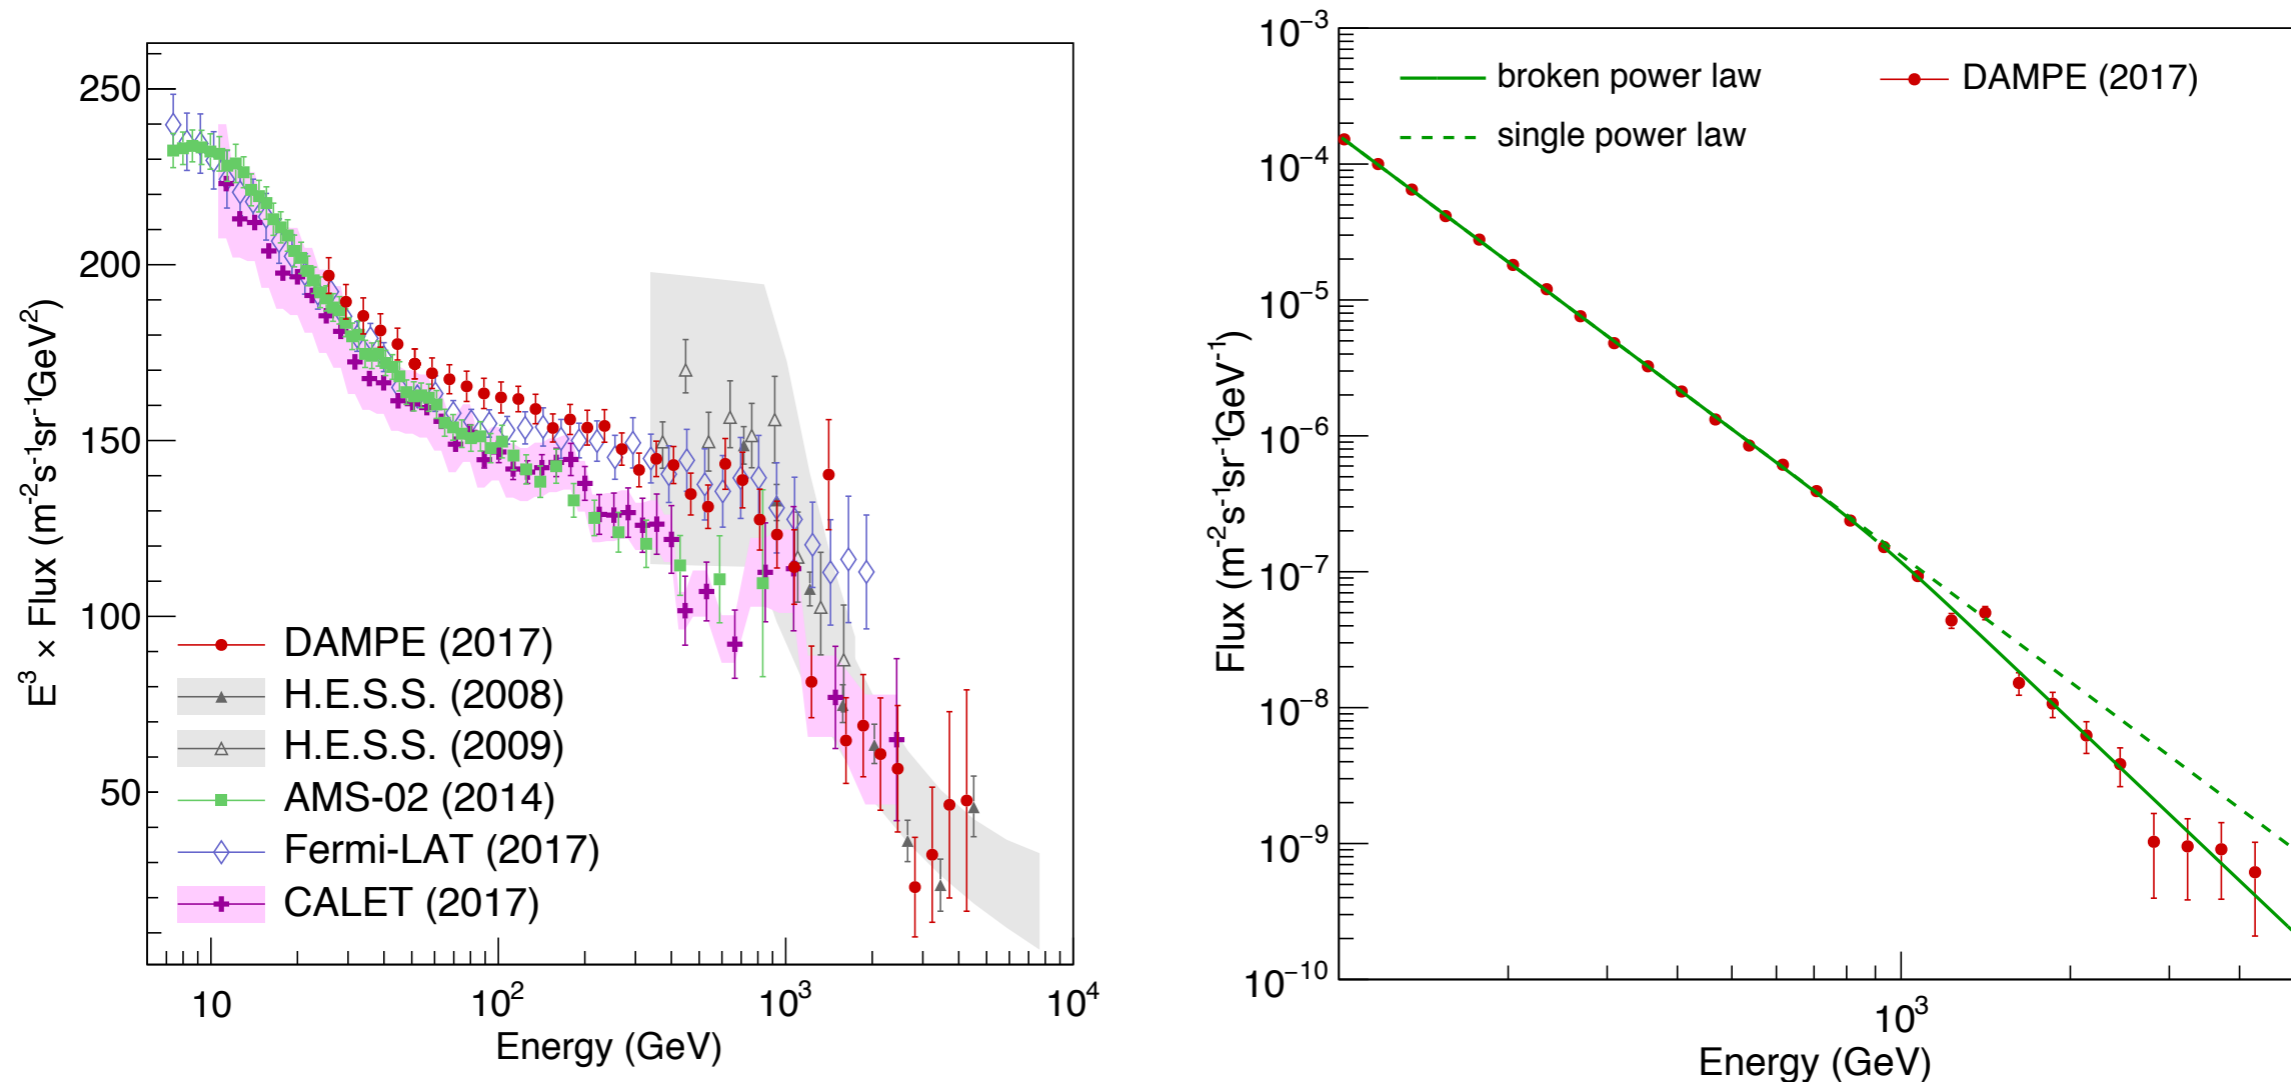 250
200
150
100
50
E³ × Flux (m⁻²s⁻¹sr⁻¹GeV²)
DAMPE (2017)
H.E.S.S. (2008)
H.E.S.S. (2009)
AMS-02 (2014)
Fermi-LAT (2017)
CALET (2017)
10
10²
10³
10⁴
Energy (GeV)
10⁻³
10⁻⁴
10⁻⁵
10⁻⁶
10⁻⁷
10⁻⁸
10⁻⁹
10⁻¹⁰
Flux (m⁻²s⁻¹sr⁻¹GeV⁻¹)
broken power law
DAMPE (2017)
single power law
10³
Energy (GeV)